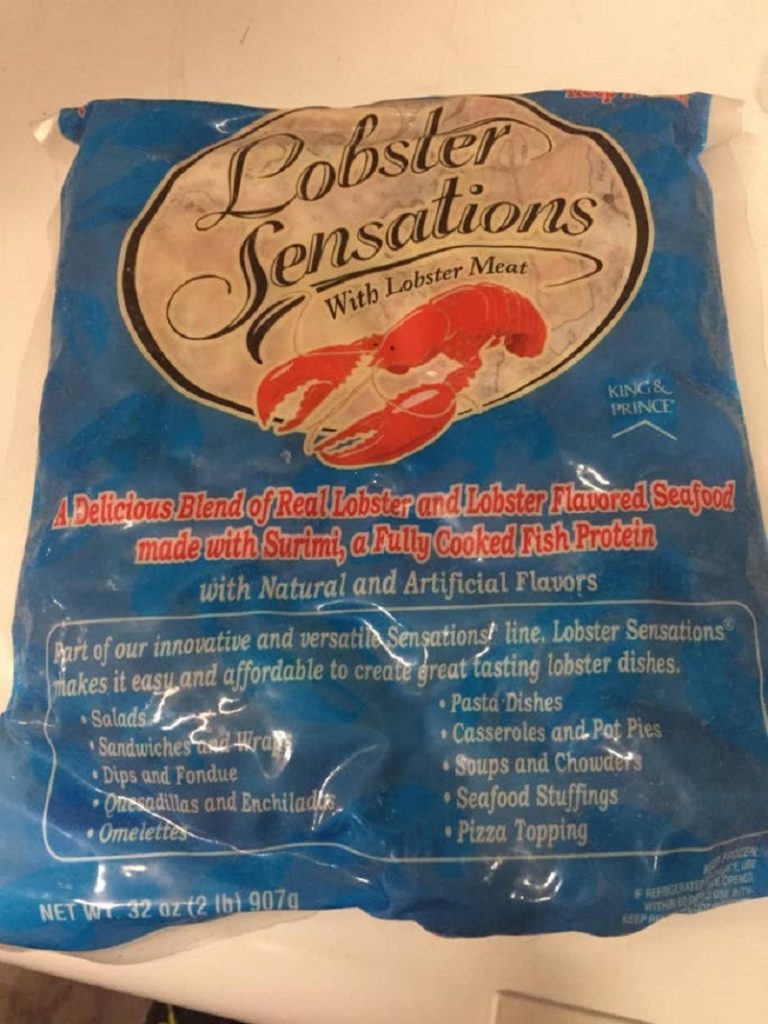 Lobster
Sensations
With Lobster Meat
KING &
PRINCE
A Delicious Blend of Real Lobster and Lobster Flavored Seafood
made with Surimi, a Fully Cooked Fish Protein
with Natural and Artificial Flavors
Part of our innovative and versatile Sensations® line. Lobster Sensations®
makes it easy and affordable to create great tasting lobster dishes.
• Salads
• Sandwiches and Wraps
• Dips and Fondue
• Quesadillas and Enchiladas
• Omelettes
• Pasta Dishes
• Casseroles and Pot Pies
• Soups and Chowders
• Seafood Stuffings
• Pizza Topping
NET WT. 32 oz (2 lb) 907g
IF REFRIGERATED
WITHIN
KEEP